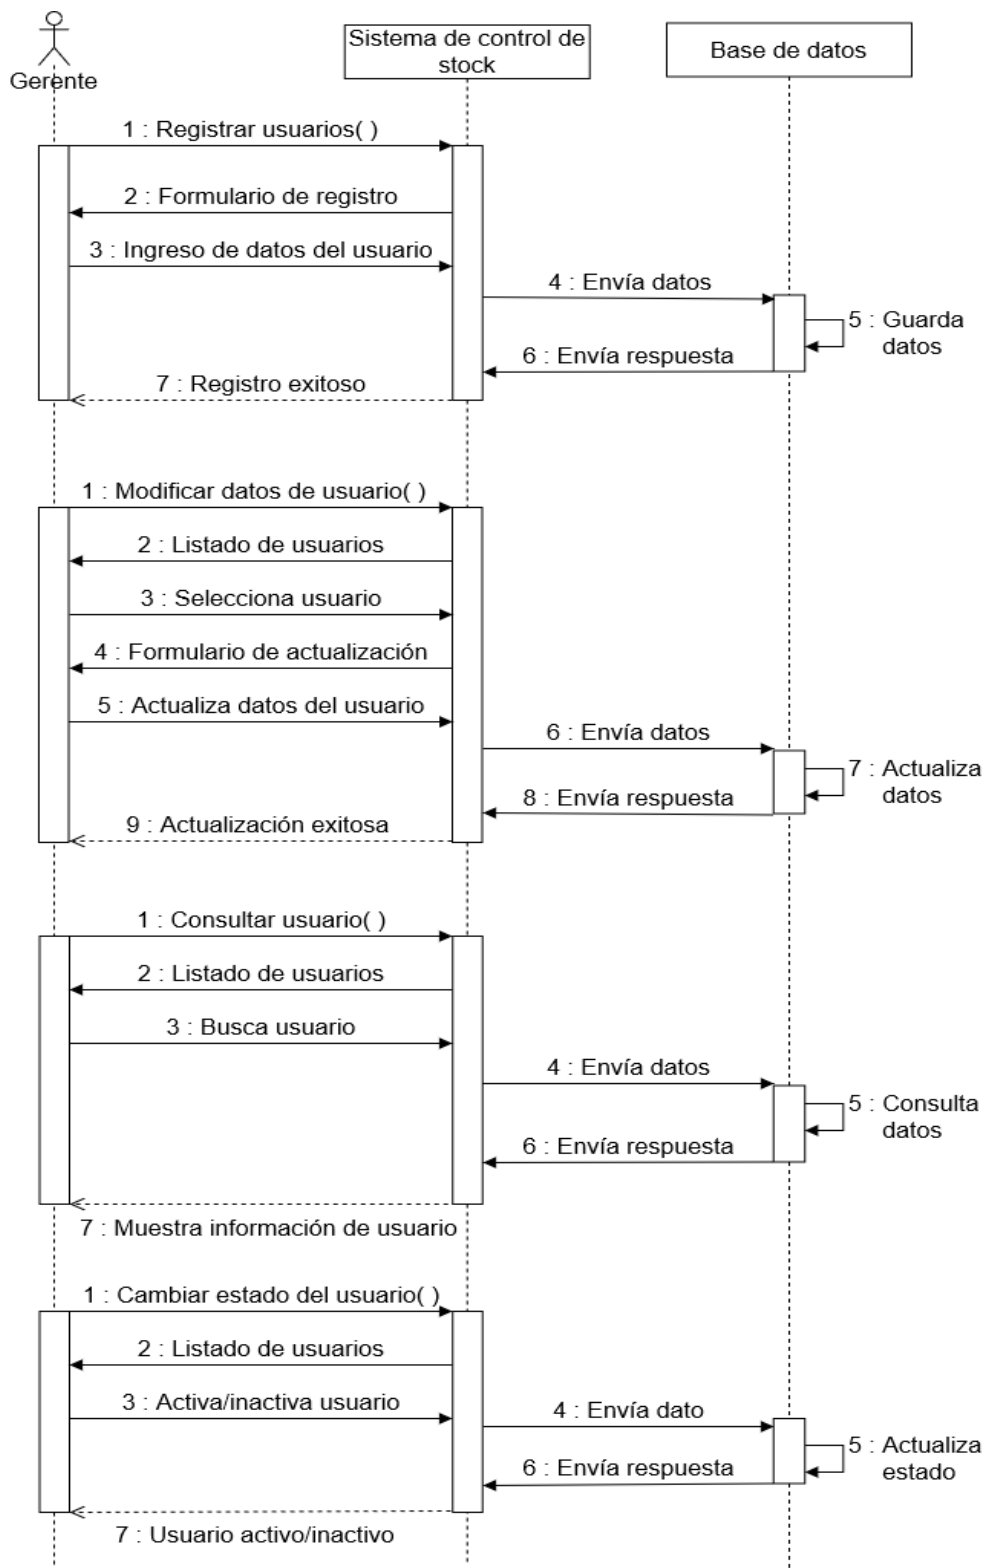 Gerente
Sistema de control de
stock
Base de datos
1 : Registrar usuarios( )
2 : Formulario de registro
3 : Ingreso de datos del usuario
4 : Envía datos
5 : Guarda
datos
6 : Envía respuesta
7 : Registro exitoso
1 : Modificar datos de usuario( )
2 : Listado de usuarios
3 : Selecciona usuario
4 : Formulario de actualización
5 : Actualiza datos del usuario
6 : Envía datos
7 : Actualiza
datos
8 : Envía respuesta
9 : Actualización exitosa
1 : Consultar usuario( )
2 : Listado de usuarios
3 : Busca usuario
4 : Envía datos
5 : Consulta
datos
6 : Envía respuesta
7 : Muestra información de usuario
1 : Cambiar estado del usuario( )
2 : Listado de usuarios
3 : Activa/inactiva usuario
4 : Envía dato
5 : Actualiza
estado
6 : Envía respuesta
7 : Usuario activo/inactivo